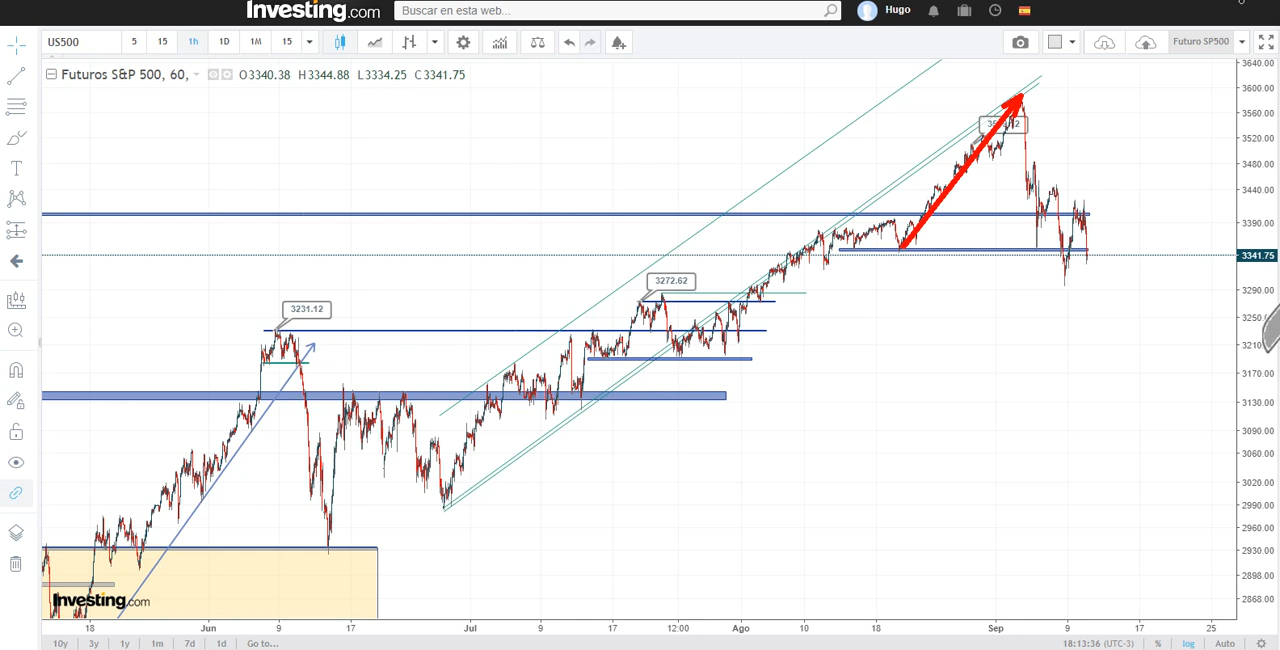 Investing.com
Buscar en esta web...
Hugo
US500 5 15 1h 1D 1M 15
Futuro SP500
Futuros S&P 500, 60, O3340.38 H3344.88 L3334.25 C3341.75
3640.00
3600.00
3560.00
3520.00
3480.00
3440.00
3390.00
3341.75
3290.00
3250.00
3210.00
3170.00
3130.00
3090.00
3060.00
3020.00
2990.00
2960.00
2930.00
2898.00
2868.00
3272.62
3231.12
Investing.com
18 Jun 9 17 Jul 9 17 12:00 Ago 10 18 Sep 9 17 25
10y 3y 1y 1m 7d 1d Go to... 18:13:36 (UTC-3) % log Auto